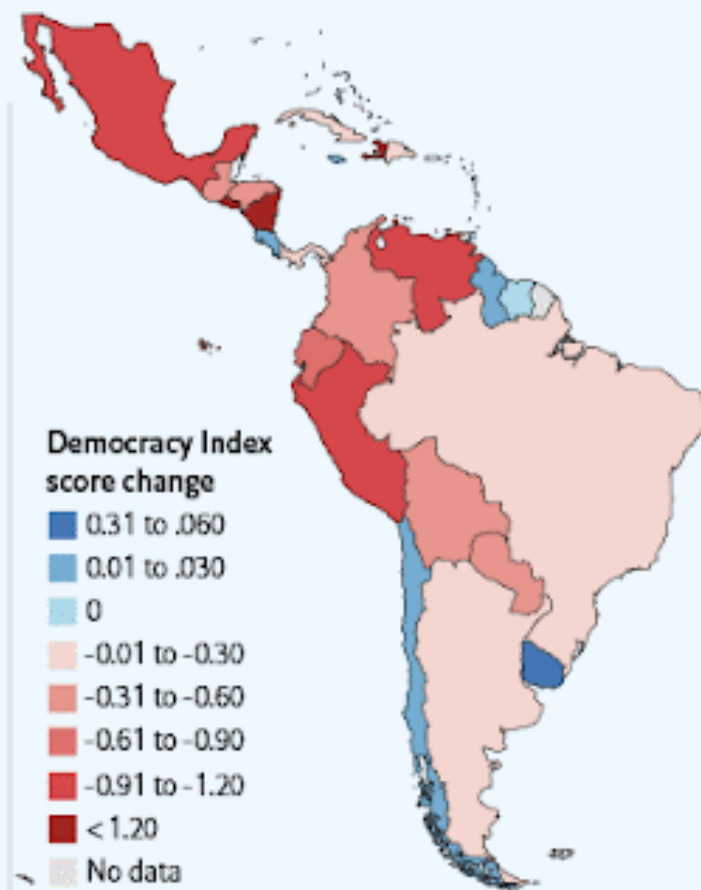 Democracy Index
score change
0.31 to .060
0.01 to .030
0
-0.01 to -0.30
-0.31 to -0.60
-0.61 to -0.90
-0.91 to -1.20
< 1.20
No data